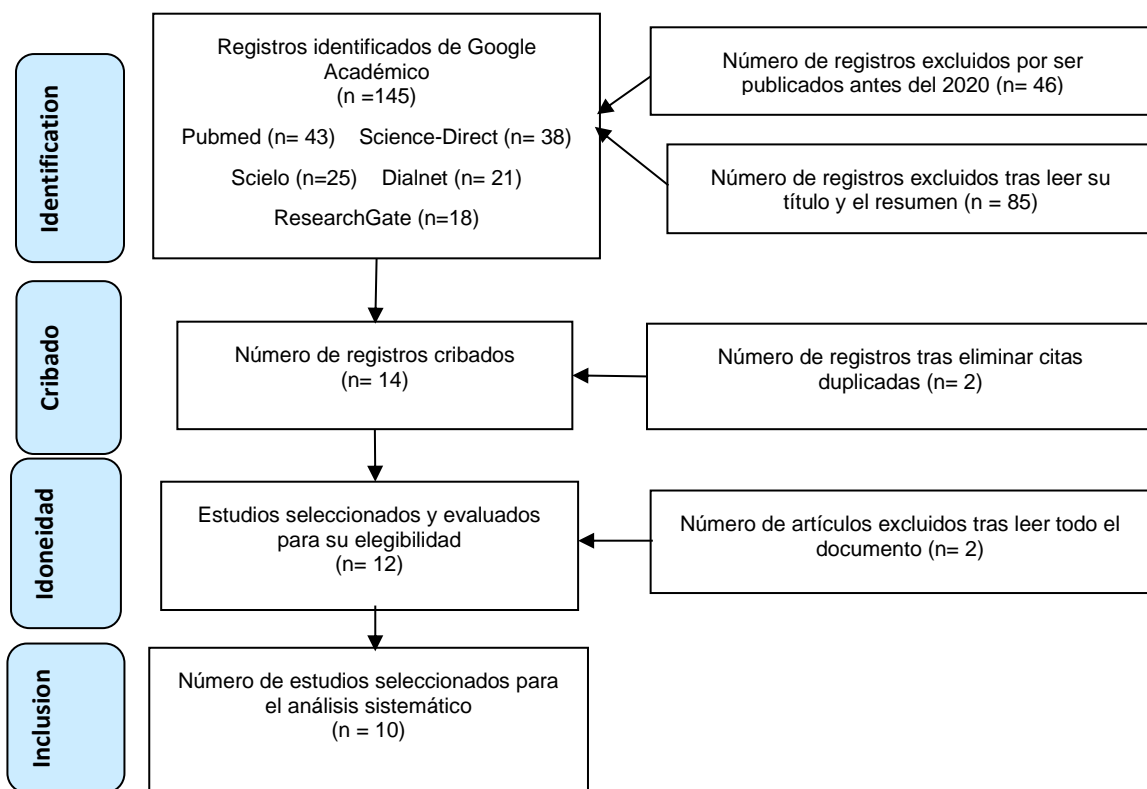 Identification
Registros identificados de Google
Académico
(n =145)
Pubmed (n= 43) Science-Direct (n= 38)
Scielo (n=25) Dialnet (n= 21)
ResearchGate (n=18)
Número de registros excluidos por ser
publicados antes del 2020 (n= 46)
Número de registros excluidos tras leer su
título y el resumen (n = 85)
Cribado
Número de registros cribados
(n= 14)
Número de registros tras eliminar citas
duplicadas (n= 2)
Idoneidad
Estudios seleccionados y evaluados
para su elegibilidad
(n = 12)
Número de artículos excluidos tras leer todo el
documento (n= 2)
Inclusion
Número de estudios seleccionados para
el análisis sistemático
(n = 10)